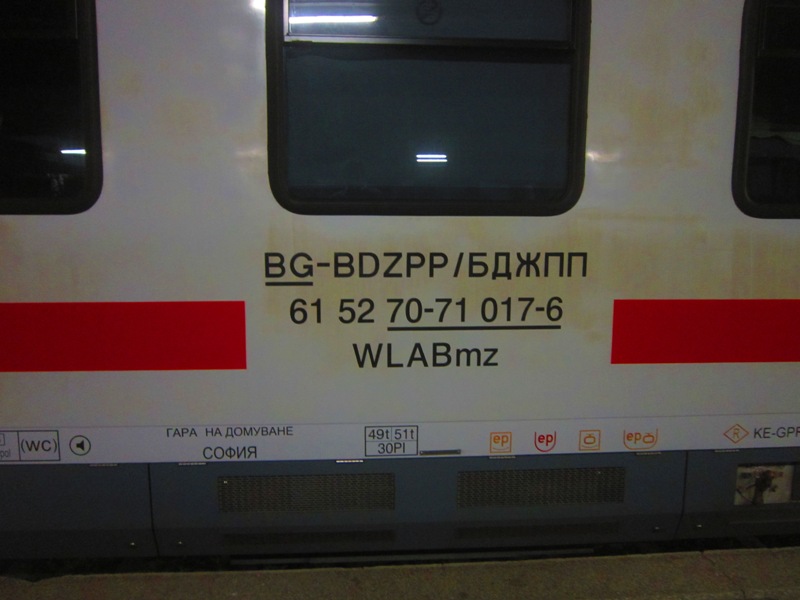 BG-BDZPP/БДЖПП
61 52 70-71 017-6
WLABmz
(WC)
ГАРА НА ДОМУВАНЕ
СОФИЯ
49t 51t
30Pl
ep
ep
ep
R
KE-GPR